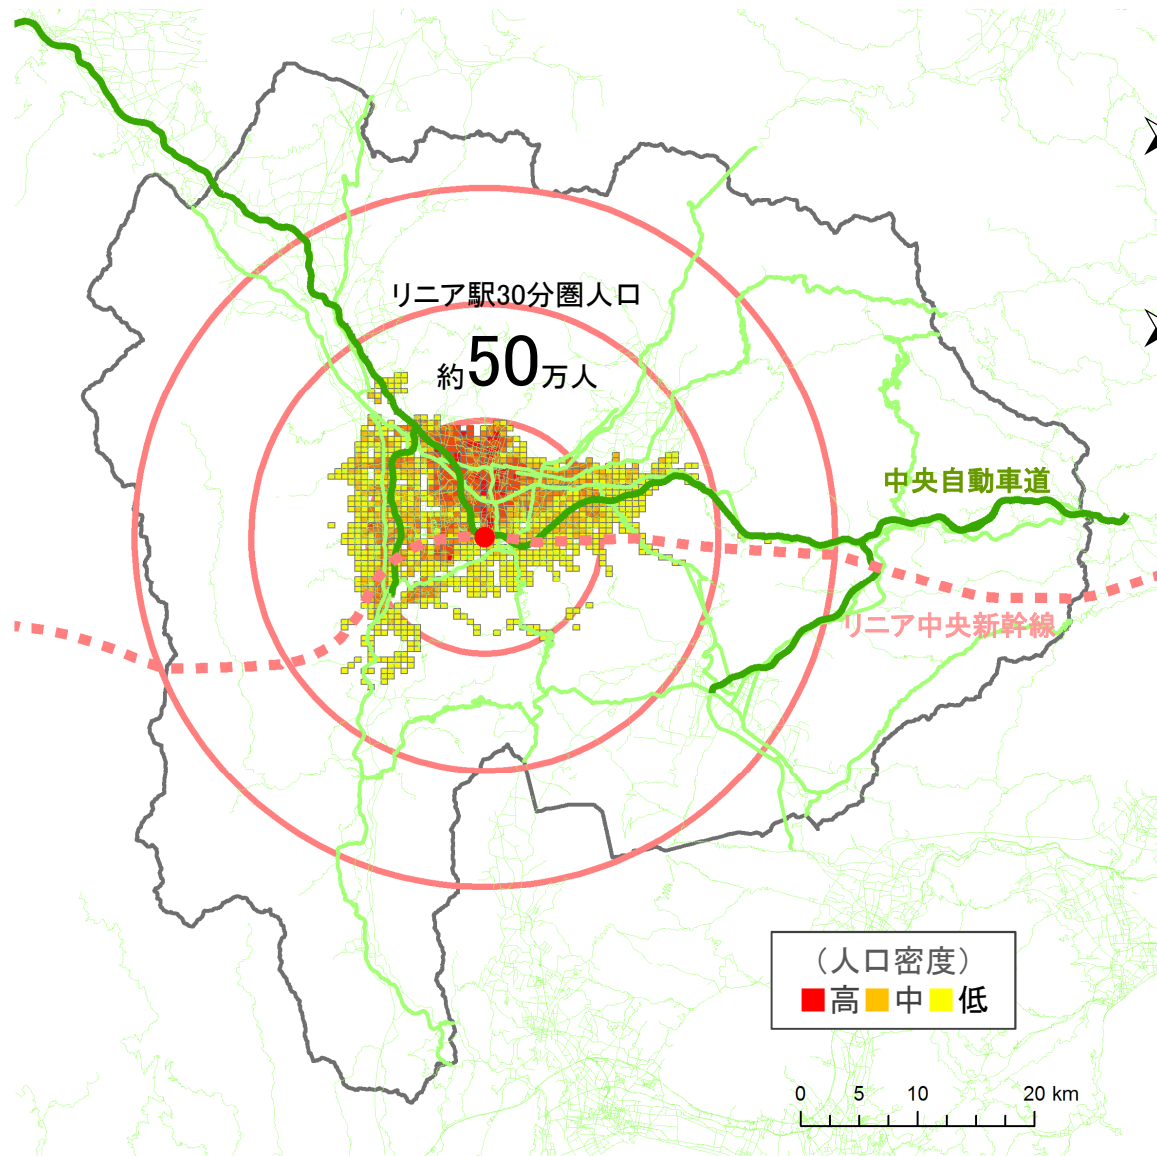 リニア駅30分圏人口
約50万人
中央自動車道
リニア中央新幹線
（人口密度）
高 中 低
0 5 10 20 km